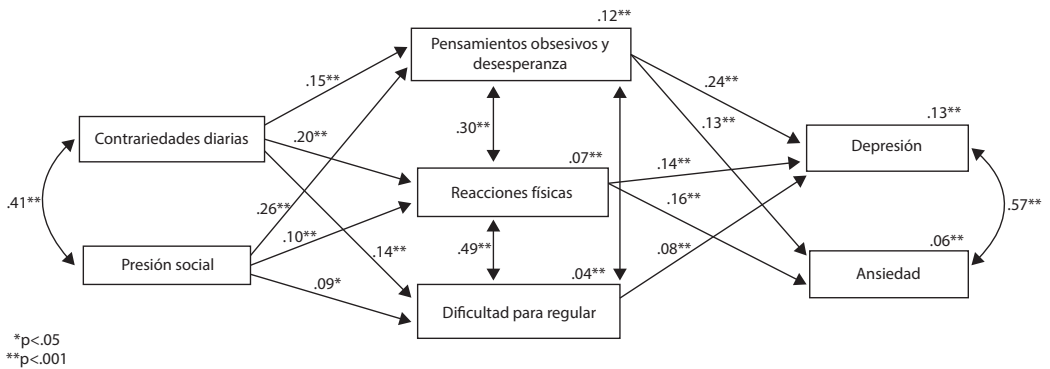 .12**
Pensamientos obsesivos y
desesperanza
.15**
.24**
.13**
Contrariedades diarias
.20**
.30**
.13**
Depresión
.07**
.14**
Reacciones físicas
.41**
.26**
.16**
.57**
.10**
.49**
.14**
.08**
.06**
Presión social
.04**
Ansiedad
.09*
Dificultad para regular
*p<.05
**p<.001